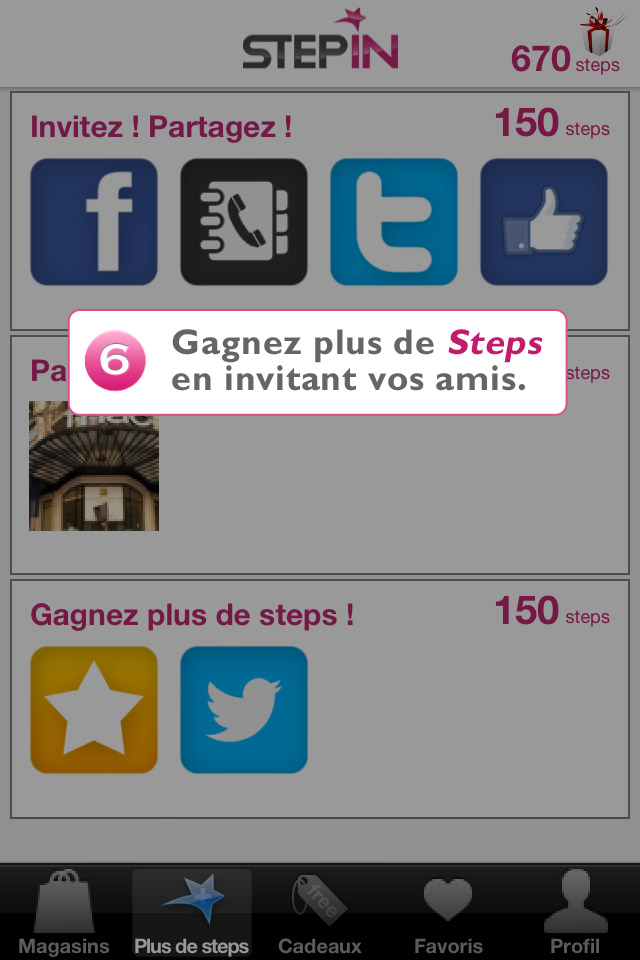 STEPIN
670 steps
Invitez ! Partagez !
150 steps
6
Gagnez plus de Steps
en invitant vos amis.
Pa
steps
Gagnez plus de steps !
150 steps
free
Magasins
Plus de steps
Cadeaux
Favoris
Profil